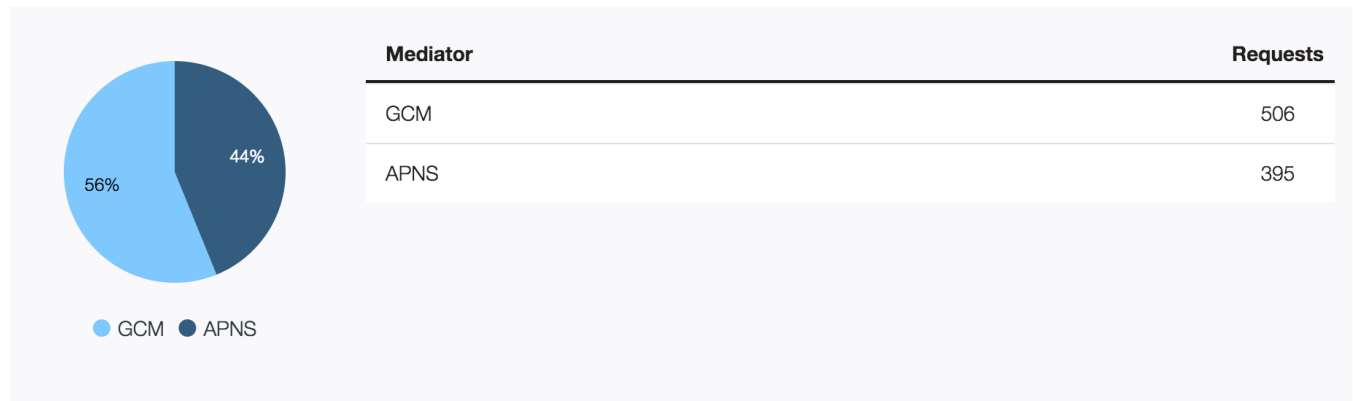 Mediator Requests
GCM 506
APNS 395
44%
56%
GCM APNS